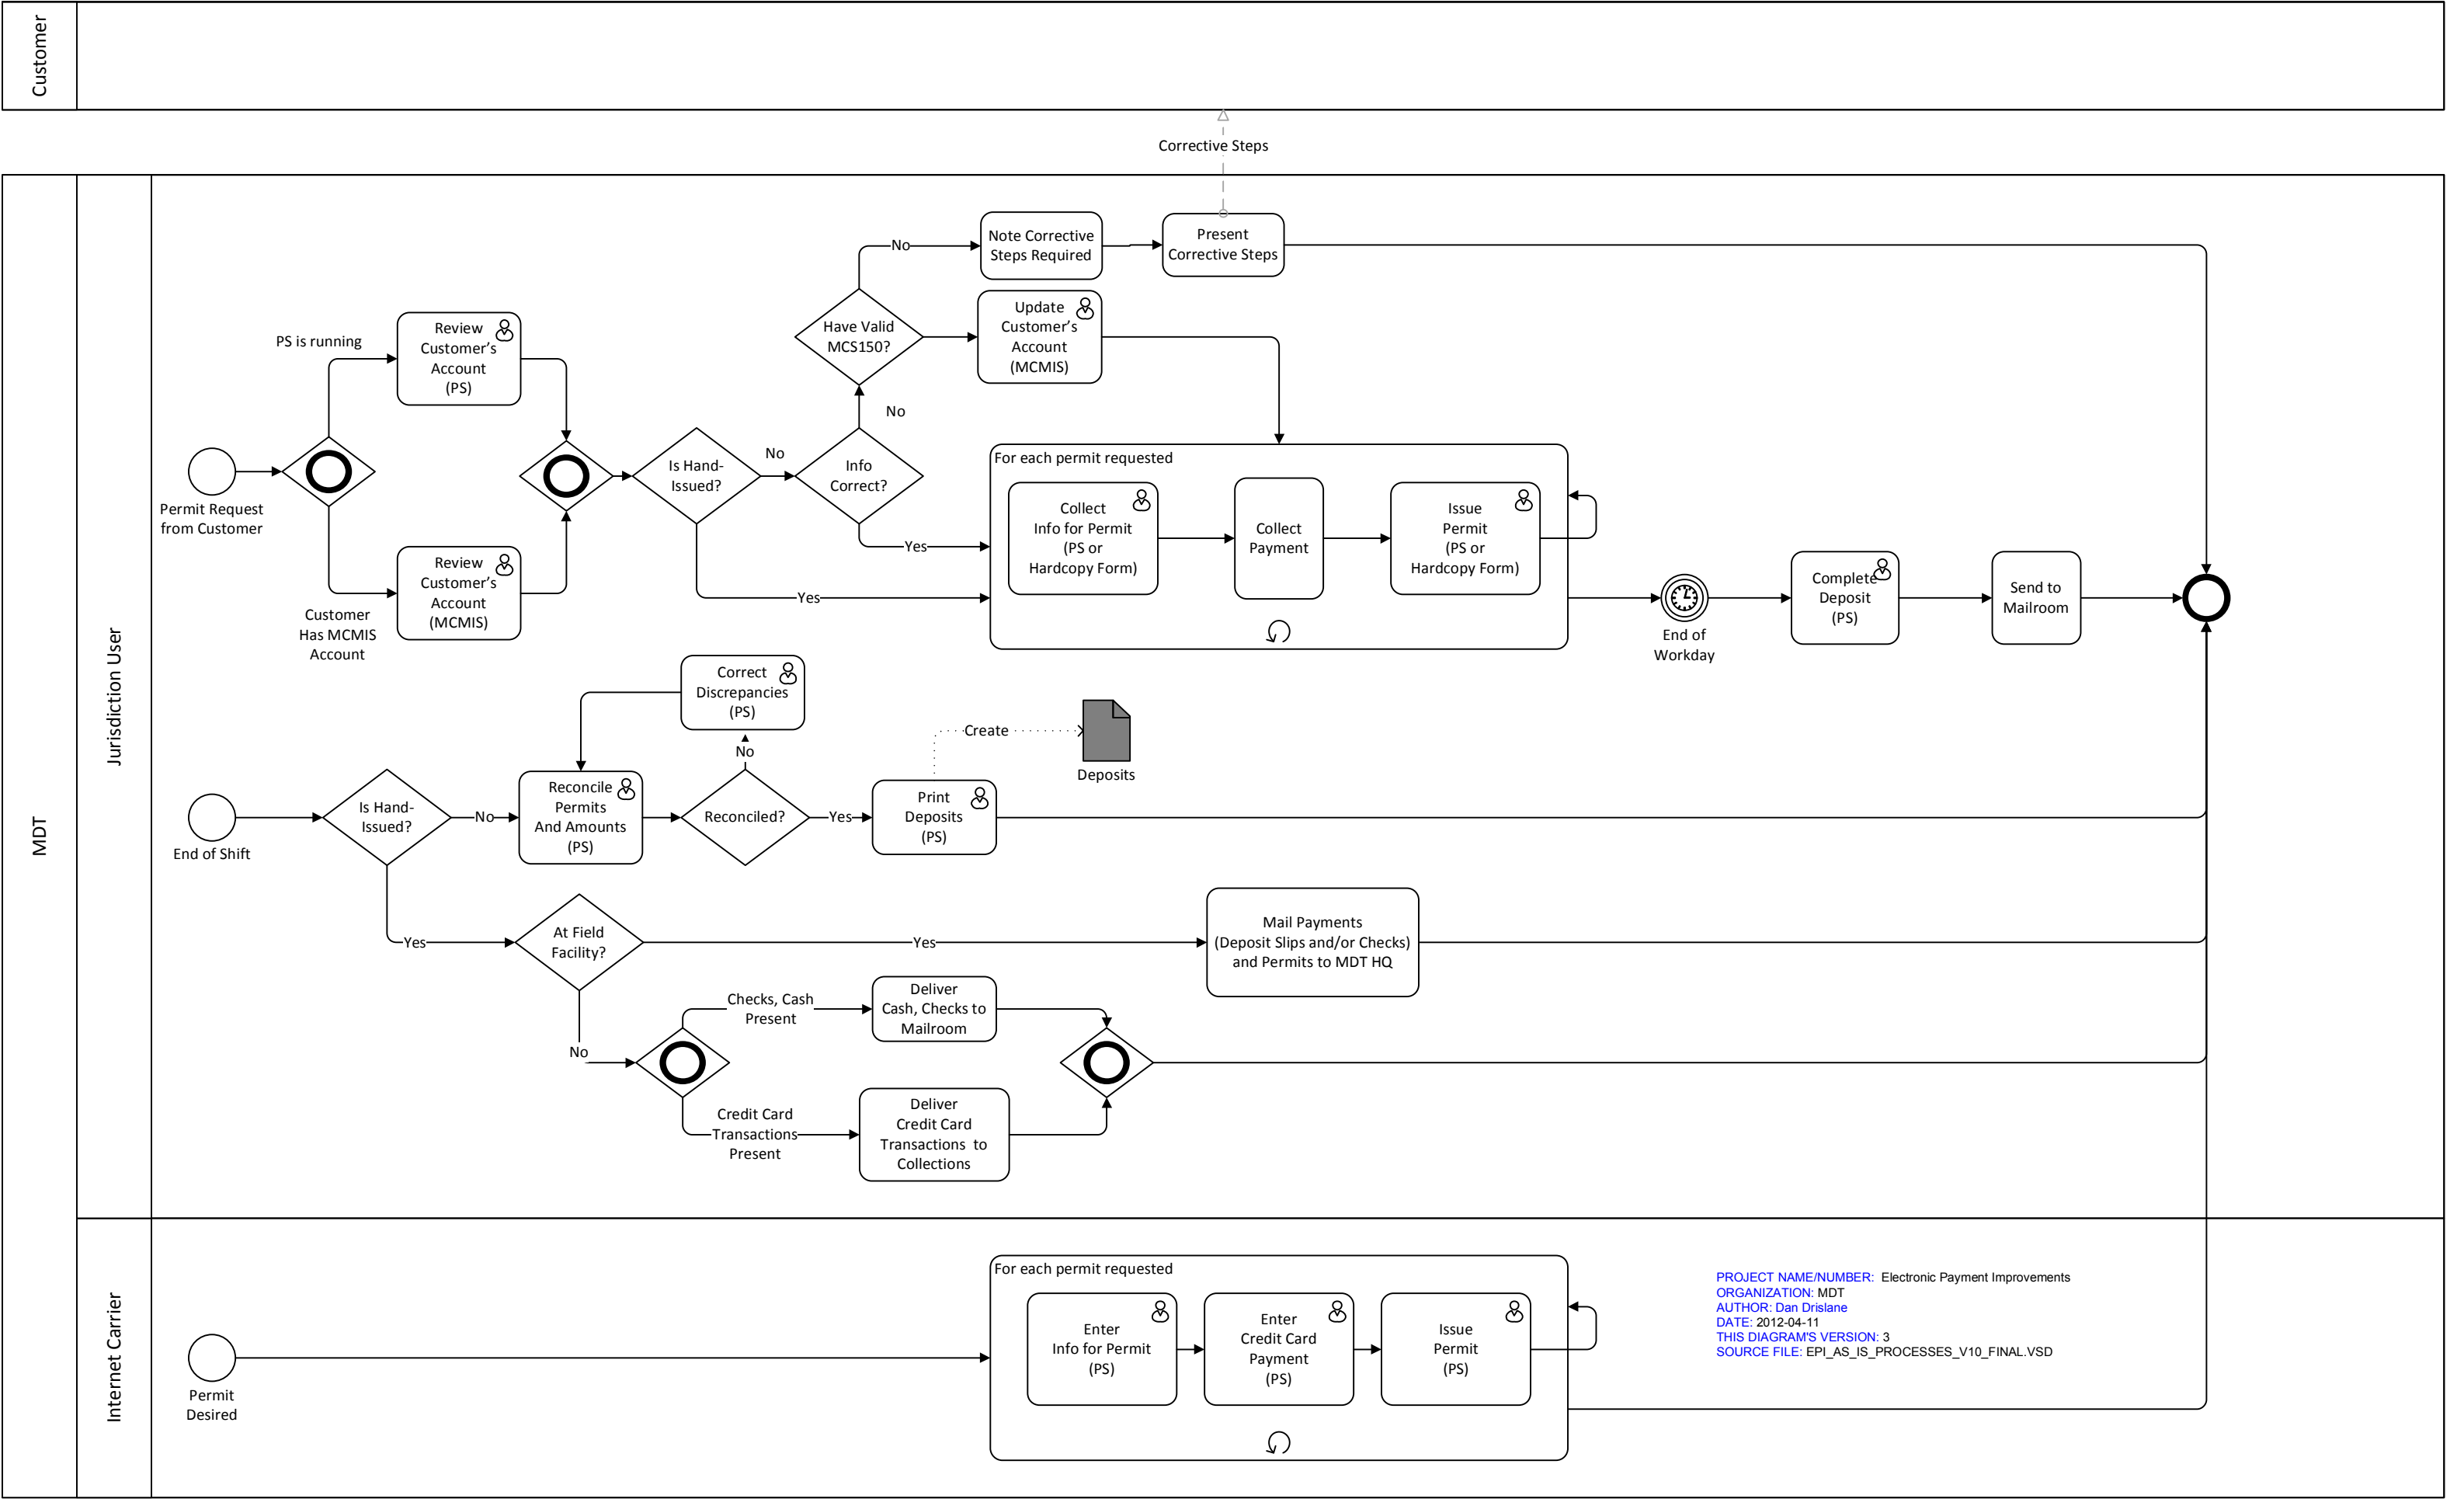 Customer
Corrective Steps
MDT
Jurisdiction User
Note Corrective
Steps Required
Present
Corrective Steps
No
Update
Customer's
Account
(MCMIS)
Have Valid
MCS150?
PS is running
Review
Customer's
Account
(PS)
No
Permit Request
from Customer
Is Hand-
Issued?
No
Info
Correct?
Yes
Yes
For each permit requested
Collect
Info for Permit
(PS or
Hardcopy Form)
Collect
Payment
Issue
Permit
(PS or
Hardcopy Form)
Review
Customer's
Account
(MCMIS)
Customer
Has MCMIS
Account
End of
Workday
Complete
Deposit
(PS)
Send to
Mailroom
Correct
Discrepancies
(PS)
No
Create
Deposits
End of Shift
Is Hand-
Issued?
No
Reconcile
Permits
And Amounts
(PS)
Reconciled?
Yes
Print
Deposits
(PS)
Yes
At Field
Facility?
Yes
Mail Payments
(Deposit Slips and/or Checks)
and Permits to MDT HQ
No
Checks, Cash
Present
Deliver
Cash, Checks to
Mailroom
Credit Card
Transactions
Present
Deliver
Credit Card
Transactions to
Collections
Internet Carrier
Permit
Desired
For each permit requested
Enter
Info for Permit
(PS)
Enter
Credit Card
Payment
(PS)
Issue
Permit
(PS)
PROJECT NAME/NUMBER: Electronic Payment Improvements
ORGANIZATION: MDT
AUTHOR: Dan Drislane
DATE: 2012-04-11
THIS DIAGRAM'S VERSION: 3
SOURCE FILE: EPI_AS_IS_PROCESSES_V10_FINAL.VSD